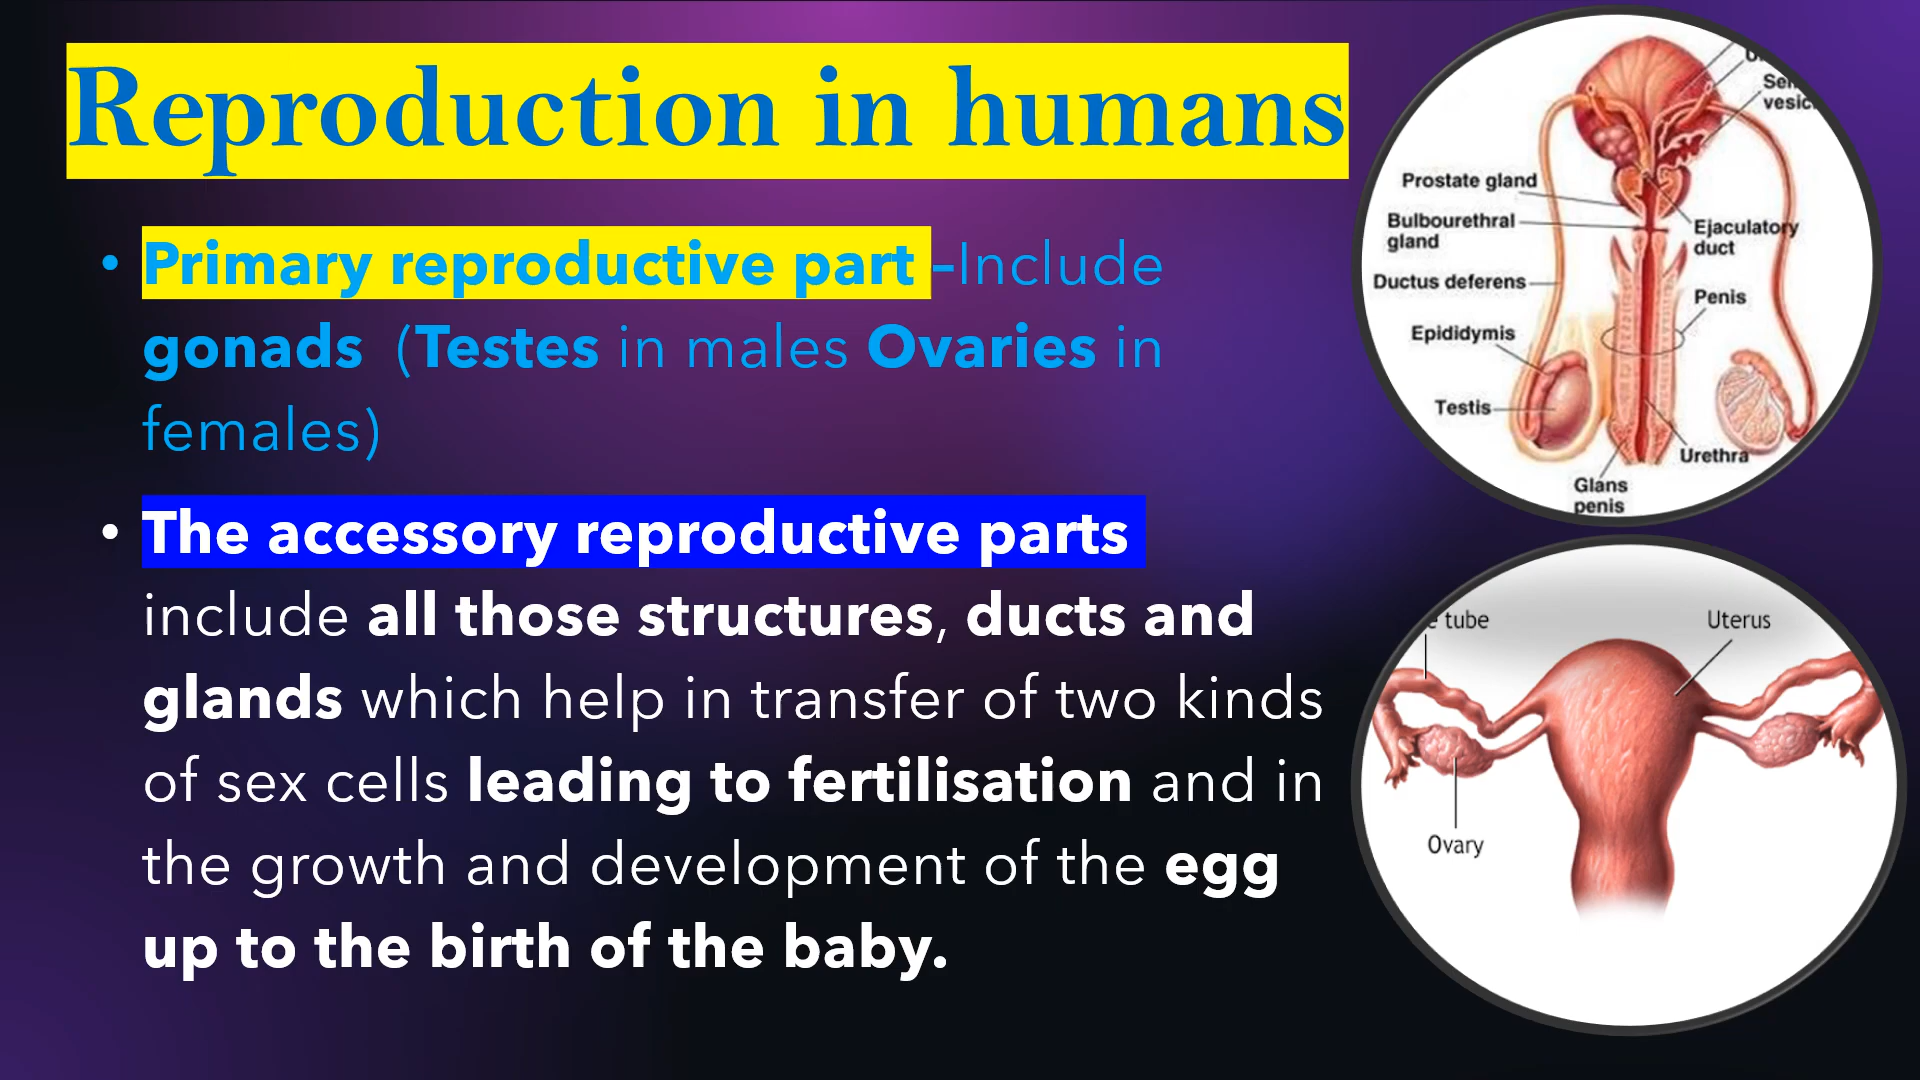 Reproduction in humans
• Primary reproductive part –Include
gonads (Testes in males Ovaries in
females)
• The accessory reproductive parts
include all those structures, ducts and
glands which help in transfer of two kinds
of sex cells leading to fertilisation and in
the growth and development of the egg
up to the birth of the baby.
Prostate gland
Bulbourethral
gland
Ductus deferens
Epididymis
Testis
Glans
penis
Ejaculatory
duct
Penis
Urethra
tube
Uterus
Ovary